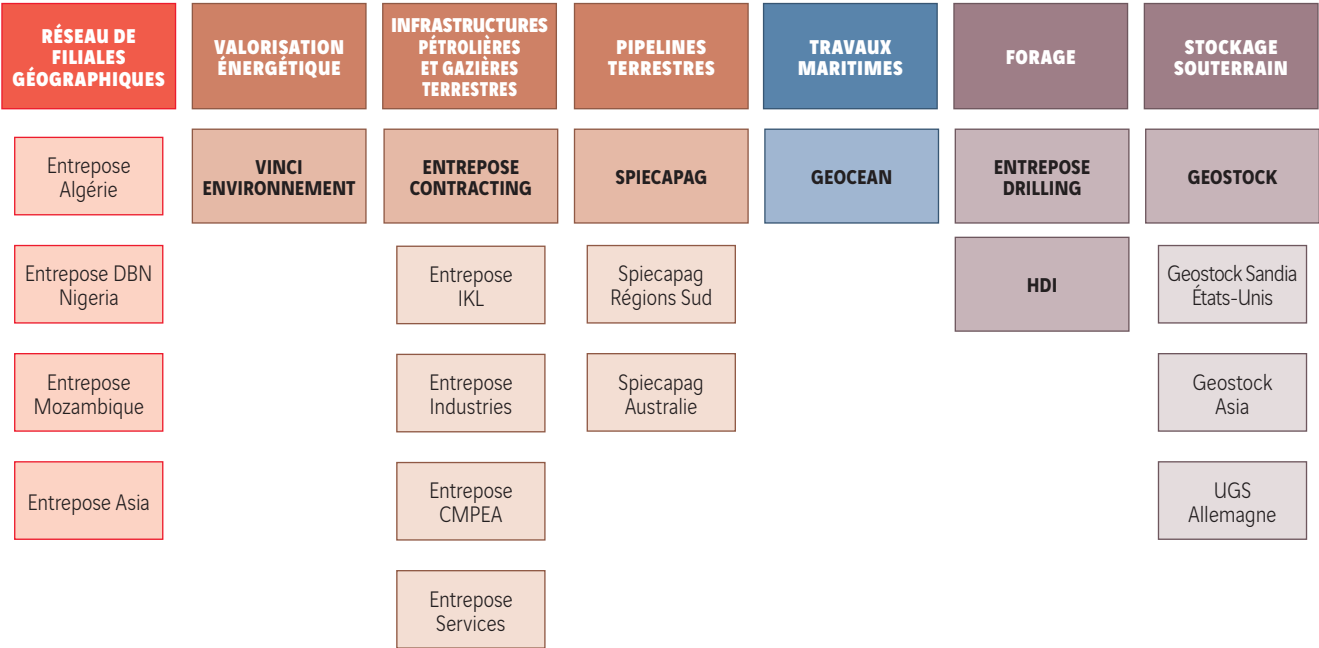 RÉSEAU DE
FILIALES
GÉOGRAPHIQUES
VALORISATION
ÉNERGÉTIQUE
INFRASTRUCTURES
PÉTROLIÈRES
ET GAZIÈRES
TERRESTRES
PIPELINES
TERRESTRES
TRAVAUX
MARITIMES
FORAGE
STOCKAGE
SOUTERRAIN
Entrepose
Algérie
VINCI
ENVIRONNEMENT
ENTREPOSE
CONTRACTING
SPIECAPAG
GEOCEAN
ENTREPOSE
DRILLING
GEOSTOCK
Entrepose DBN
Nigeria
Entrepose
IKL
Spiecapag
Régions Sud
HDI
Geostock Sandia
États-Unis
Entrepose
Mozambique
Entrepose
Industries
Spiecapag
Australie
Geostock
Asia
Entrepose Asia
Entrepose
CMPEA
UGS
Allemagne
Entrepose
Services